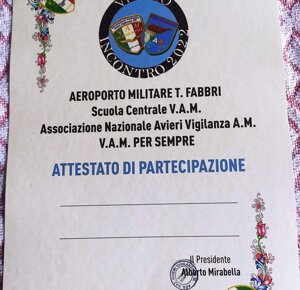 INCONTRO 2022
AEROPORTO MILITARE T. FABBRI
Scuola Centrale V.A.M.
Associazione Nazionale Avieri Vigilanza A.M.
V.A.M. PER SEMPRE
ATTESTATO DI PARTECIPAZIONE
Il Presidente
Alberto Mirabella